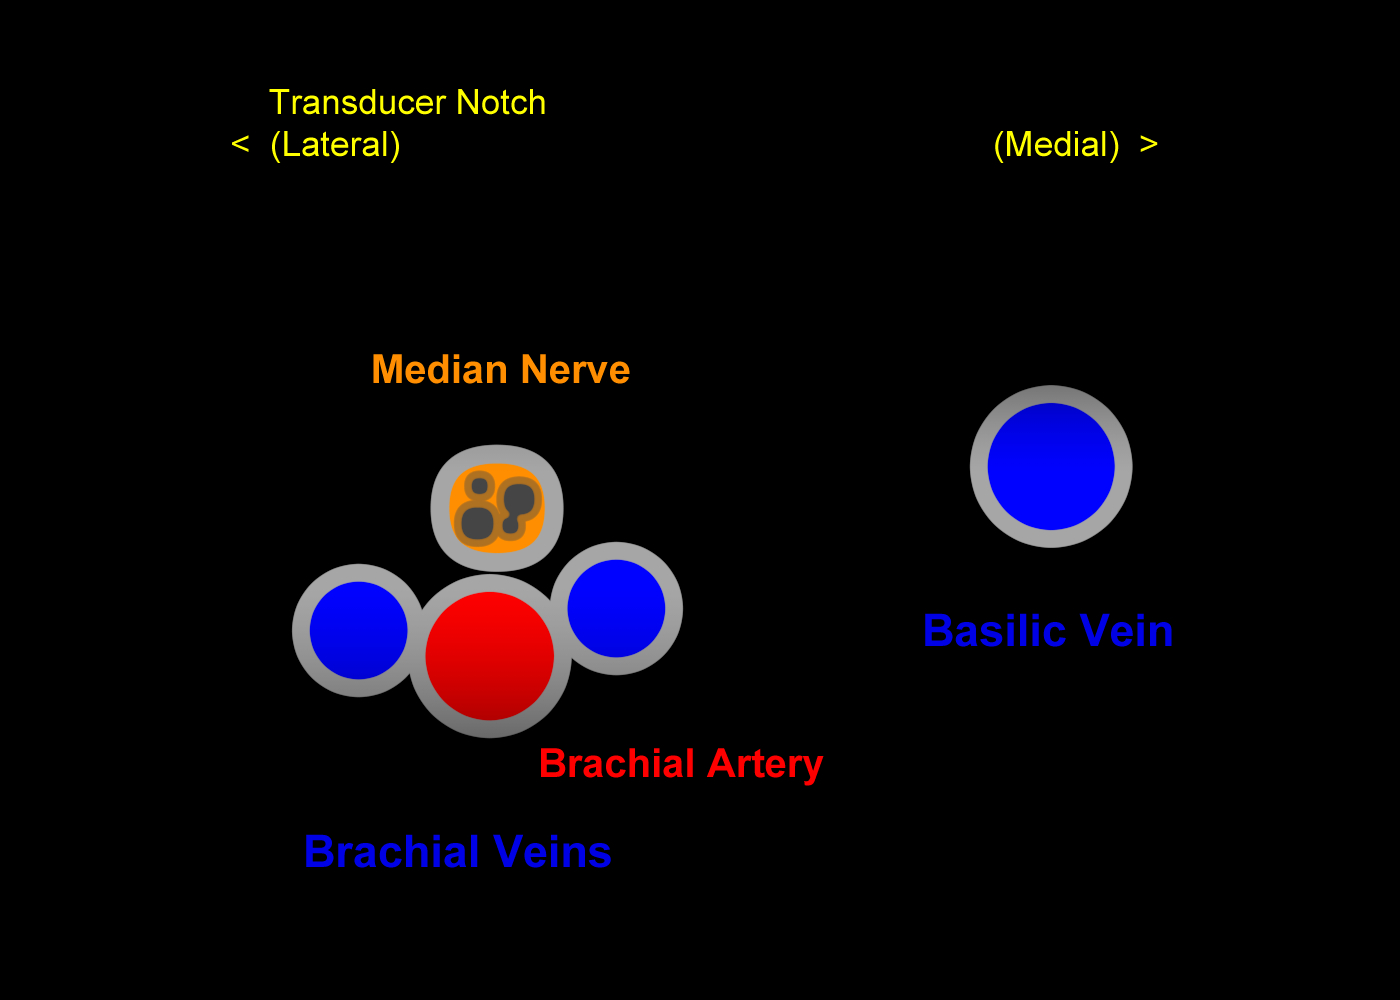 Transducer Notch
< (Lateral)
(Medial) >
Median Nerve
Basilic Vein
Brachial Artery
Brachial Veins